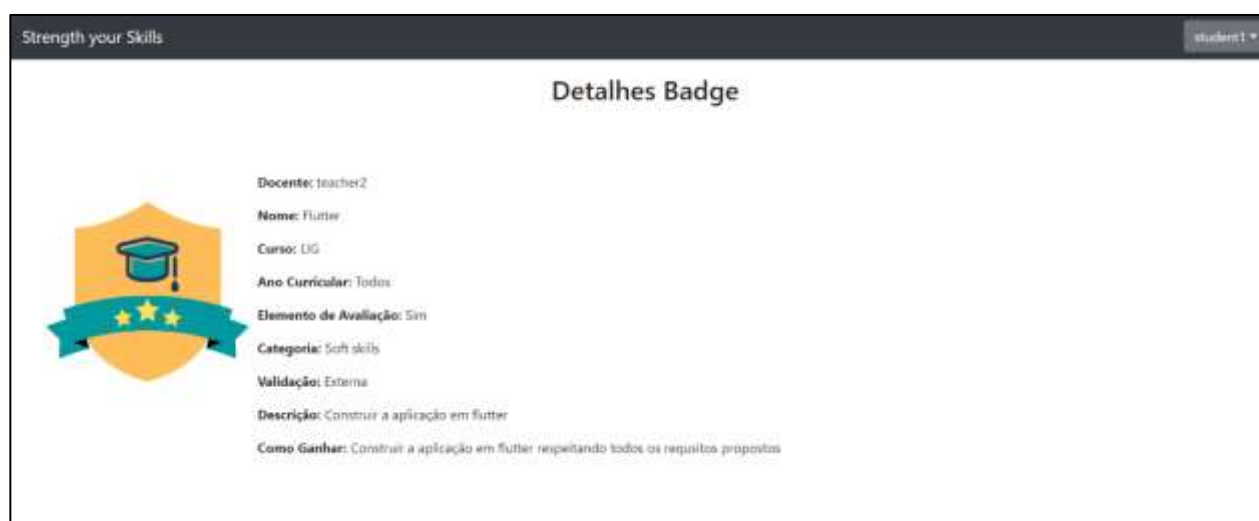 Strength your Skills
student1
Detalhes Badge
Docente: teacher2
Nome: Flutter
Curso: LIG
Ano Curricular: Todos
Elemento de Avaliação: Sim
Categoria: Soft skills
Validação: Externa
Descrição: Construir a aplicação em flutter
Como Ganhar: Construir a aplicação em flutter respeitando todos os requsitos propostos